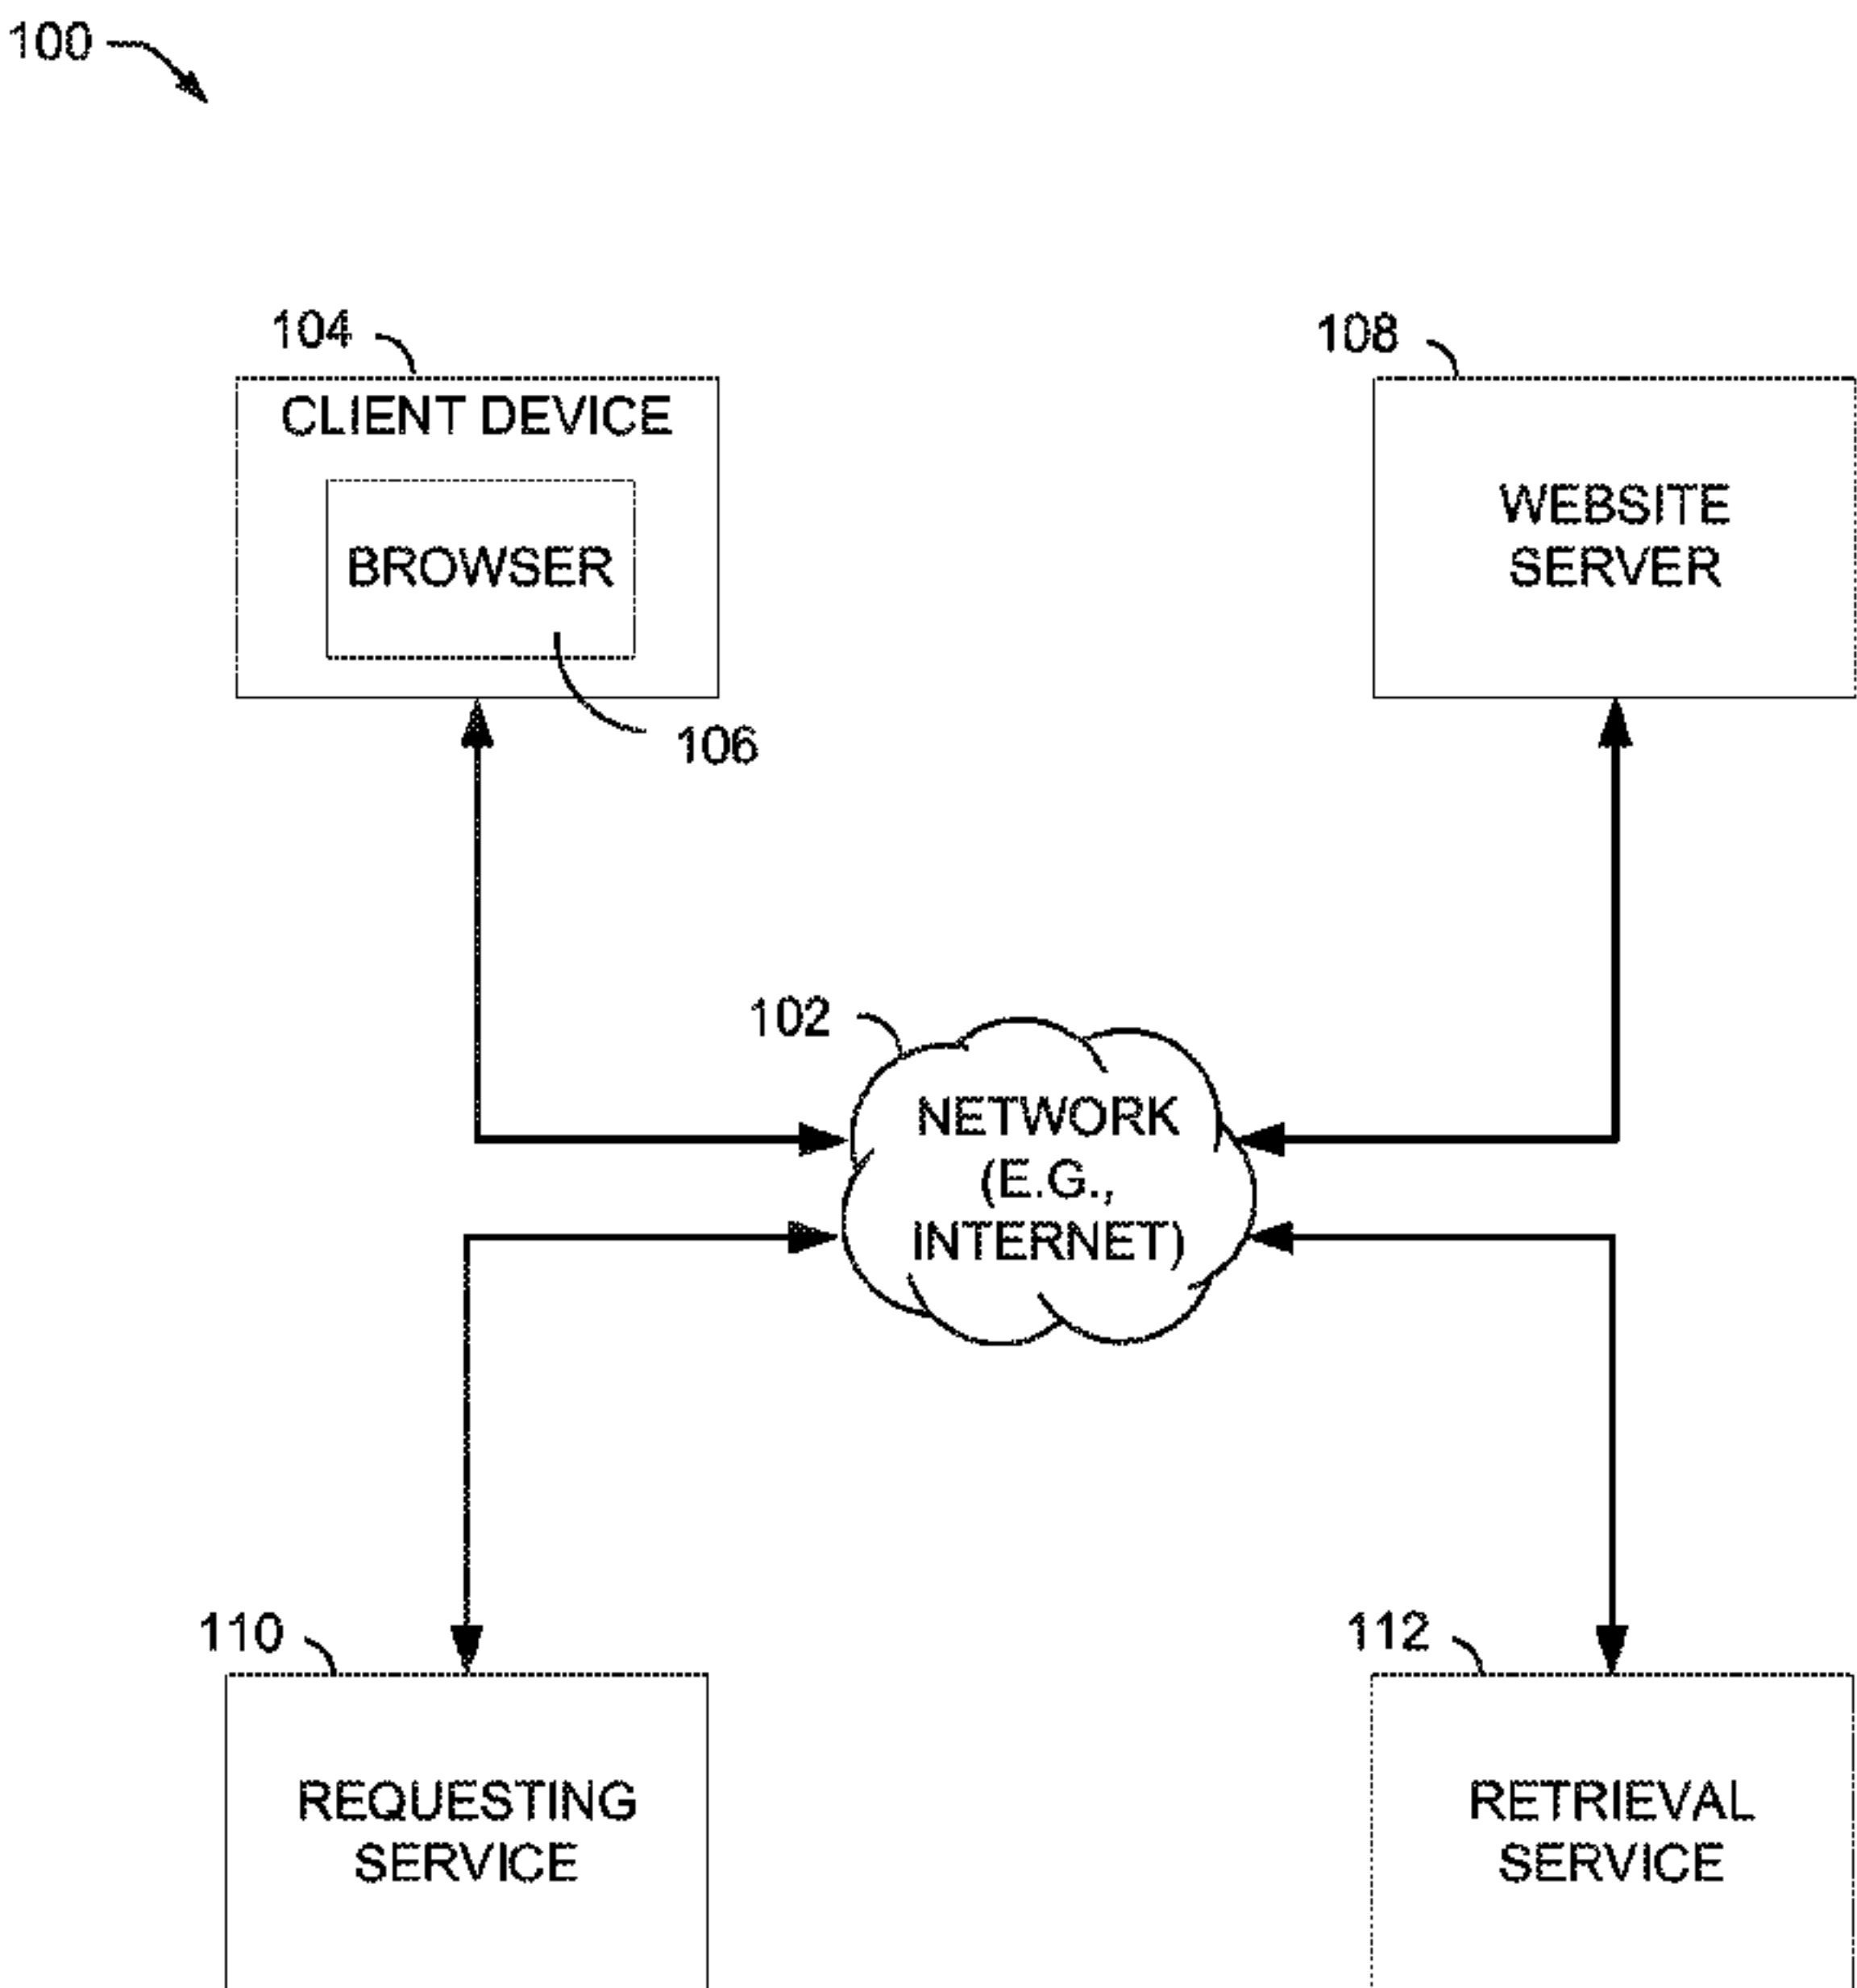 100
104
108
CLIENT DEVICE
BROWSER
WEBSITE
SERVER
106
102
NETWORK
(E.G.,
INTERNET)
110
112
REQUESTING
SERVICE
RETRIEVAL
SERVICE